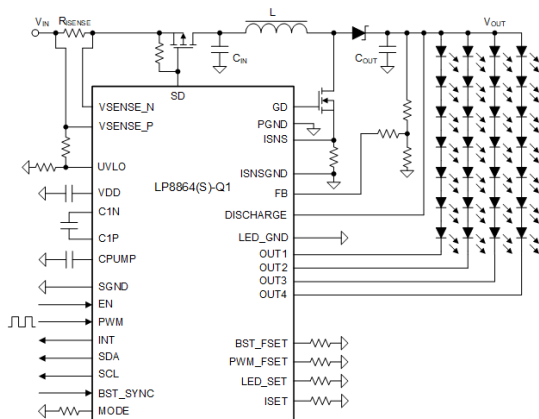 VIN
RISENSE
L
VOUT
CIN
COUT
SD
VSENSE_N
VSENSE_P
UVLO
VDD
C1N
C1P
CPUMP
SGND
EN
PWM
INT
SDA
SCL
BST_SYNC
MODE
LP8864(S)-Q1
GD
PGND
ISNS
ISNSGND
FB
DISCHARGE
LED_GND
OUT1
OUT2
OUT3
OUT4
BST_FSET
PWM_FSET
LED_SET
ISET